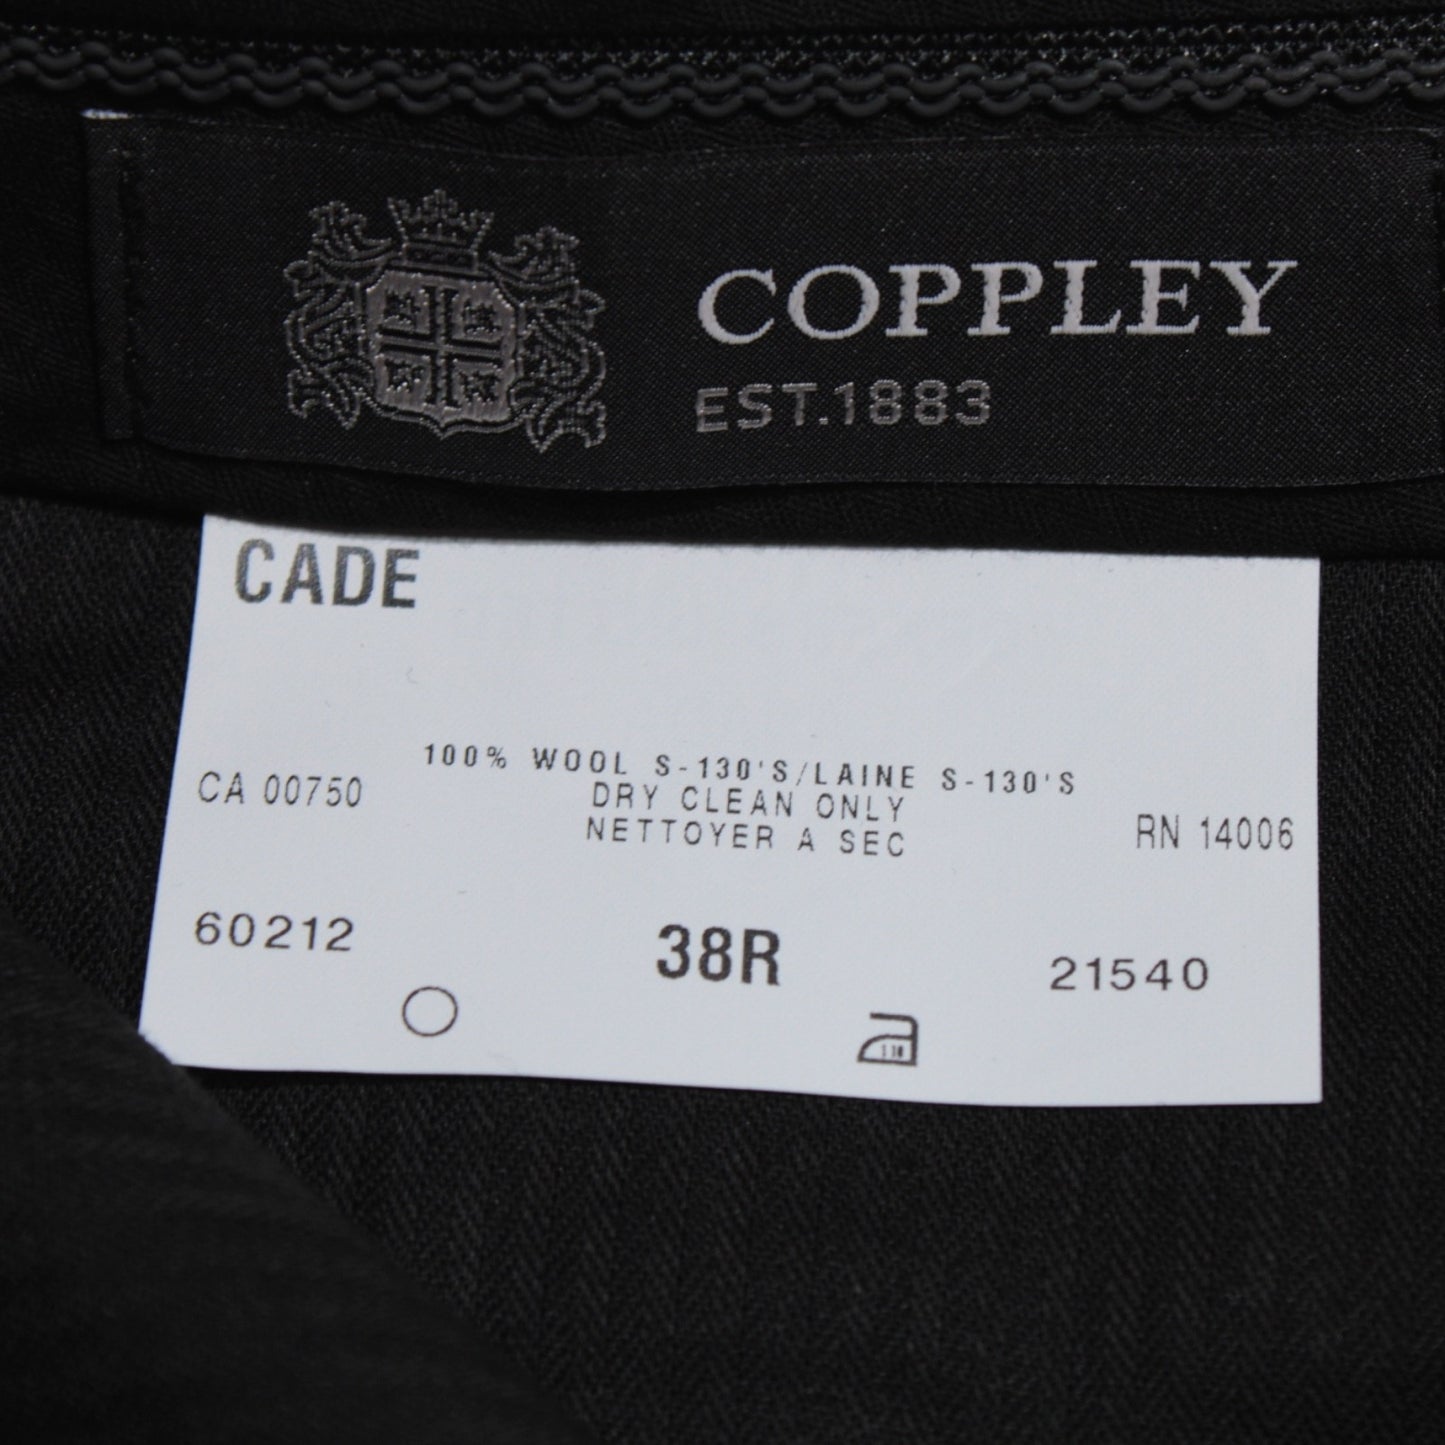 COPPLEY
EST.1883
CADE
100% WOOL S-130'S/LAINE S-130'S
DRY CLEAN ONLY
NETTOYER A SEC
CA 00750
RN 14006
60212
38R
21540
110